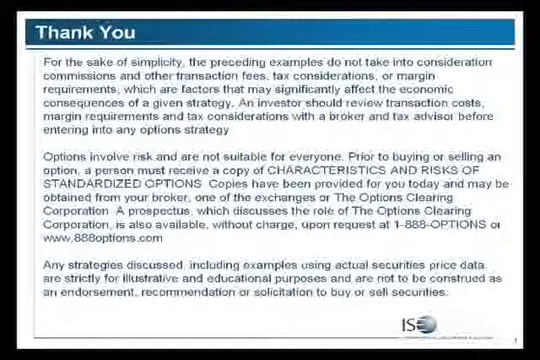 Thank You
For the sake of simplicity, the preceding examples do not take into consideration
commissions and other transaction fees, tax considerations, or margin
requirements, which are factors that may significantly affect the economic
consequences of a given strategy. An investor should review transaction costs,
margin requirements and tax considerations with a broker and tax advisor before
entering into any options strategy
Options involve risk and are not suitable for everyone. Prior to buying or selling an
option, a person must receive a copy of CHARACTERISTICS AND RISKS OF
STANDARDIZED OPTIONS. Copies have been provided for you today and may be
obtained from your broker, one of the exchanges or The Options Clearing
Corporation. A prospectus, which discusses the role of The Options Clearing
Corporation, is also available, without charge, upon request at 1-888-OPTIONS or
www.888options.com
Any strategies discussed, including examples using actual securities price data,
are strictly for illustrative and educational purposes and are not to be construed as
an endorsement, recommendation or solicitation to buy or sell securities.
ISE
1